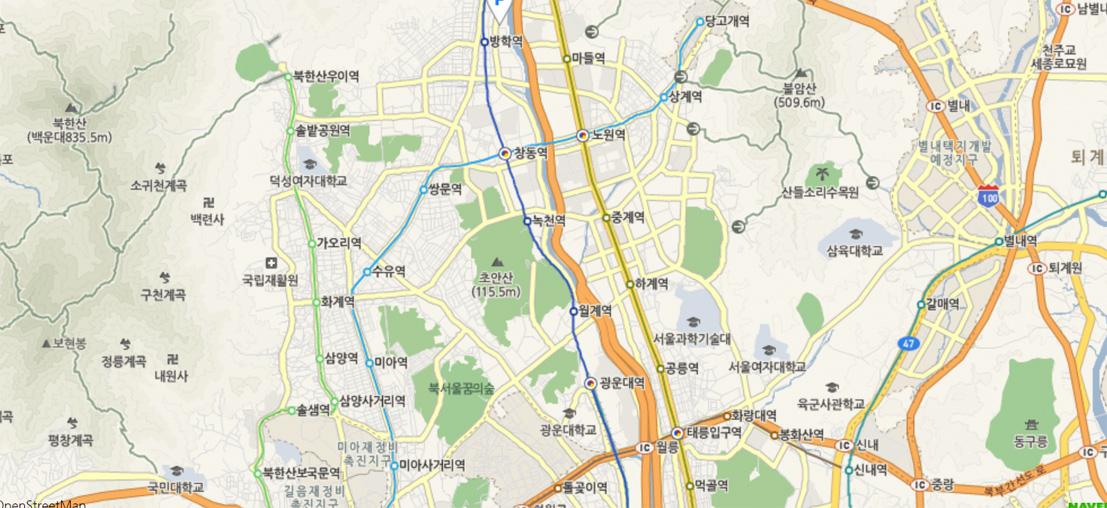 P
방학역
당고개역
IC
남별내
마들역
천주교
세종로묘원
북한산우이역
상계역
불암산
(509.6m)
IC
별내
북한산
(백운대835.5m)
솔밭공원역
노원역
창동역
별내택지개발
예정지구
퇴계
덕성여자대학교
소귀천계곡
쌍문역
산들소리수목원
100
백련사
녹천역
중계역
가오리역
삼육대학교
별내역
국립재활원
수유역
초안산
(115.5m)
IC
퇴계원
구천계곡
하계역
화계역
월계역
갈매역
서울과학기술대
47
보현봉
정릉계곡
내원사
삼양역
미아역
공릉역
서울여자대학교
광운대역
북서울꿈의숲
육군사관학교
삼양사거리역
솔샘역
화랑대역
광운대학교
태릉입구역
봉화산역
평창계곡
동구릉
미아재정비
촉진지구
IC
월릉
IC
신내
IC
구
미아사거리역
북한산보국문역
신내역
국민대학교
길음재정비
촉진지구
돌곶이역
먹골역
IC
중랑
북부간선도로
OpenStreetMap
NAVER